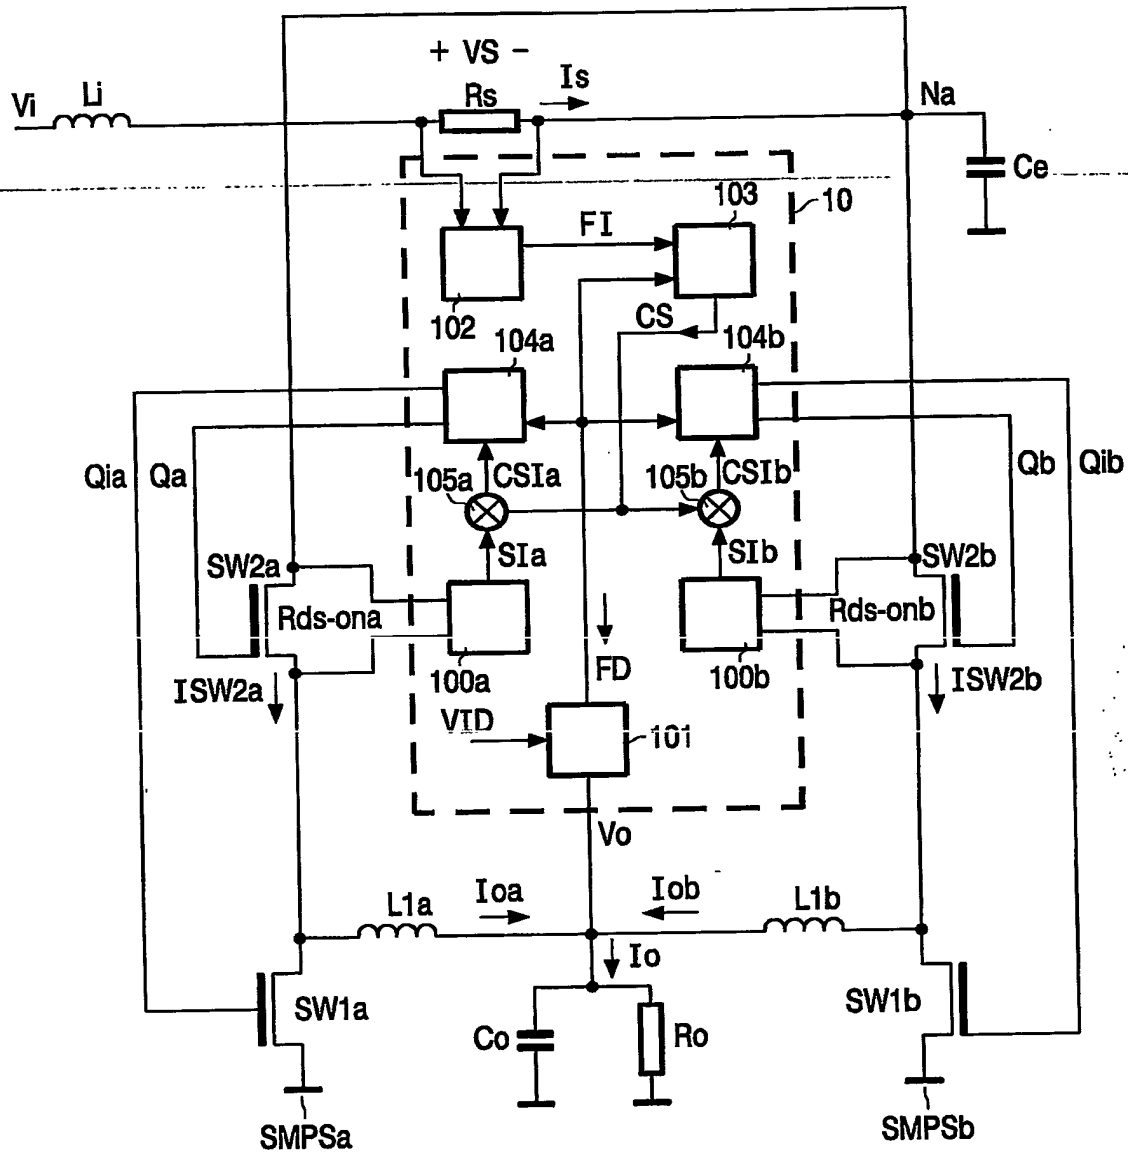 + VS -
Vi
Li
Rs
Is
Na
Ce
10
103
FI
102
CS
104a
104b
Qia
Qa
105a
CSIa
105b
CSIb
Qb
Qib
SIa
SIb
SW2a
SW2b
Rds-ona
Rds-onb
100a
100b
FD
ISW2a
ISW2b
VID
101
Vo
Ioa
Iob
L1a
L1b
Io
SW1a
SW1b
Co
Ro
SMPSa
SMPSb